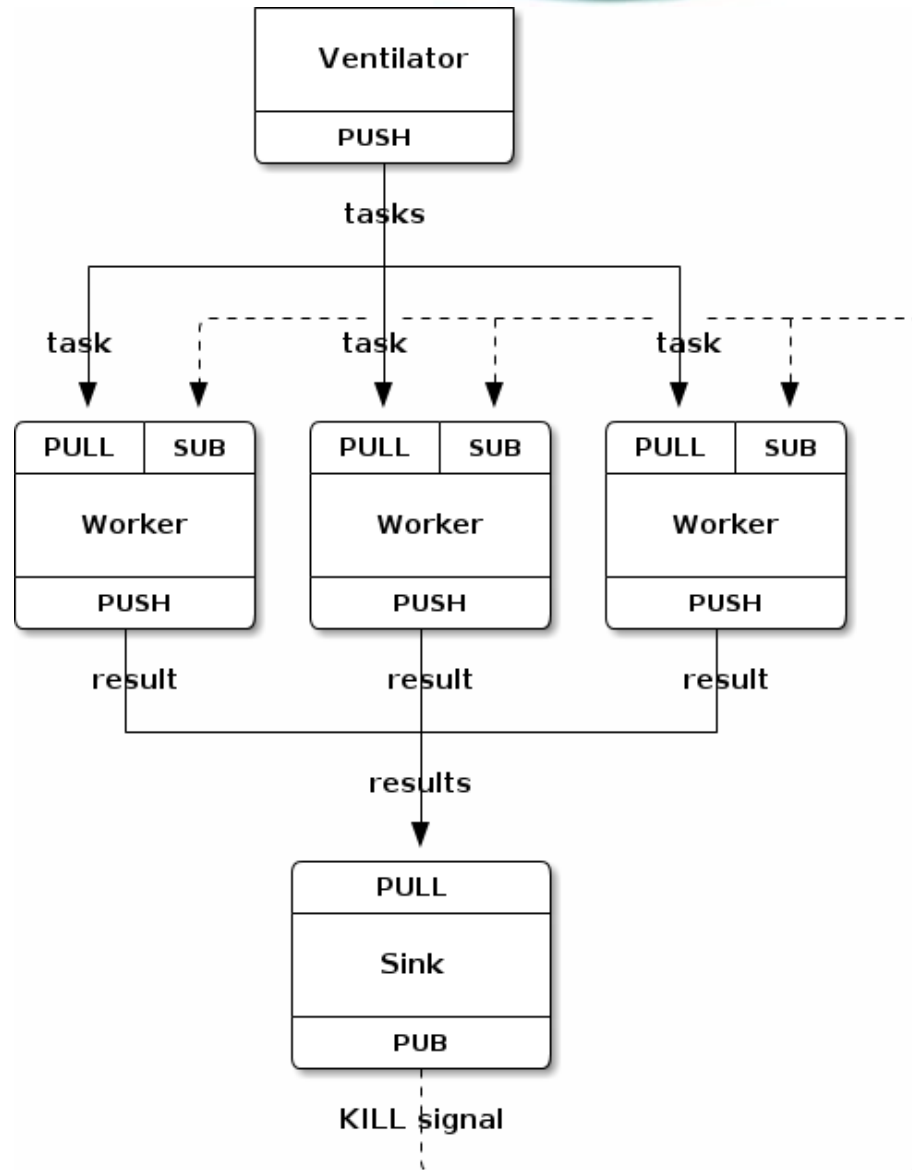 Ventilator
PUSH
tasks
task task task
PULL SUB PULL SUB PULL SUB
Worker Worker Worker
PUSH PUSH PUSH
result result result
results
PULL
Sink
PUB
KILL signal